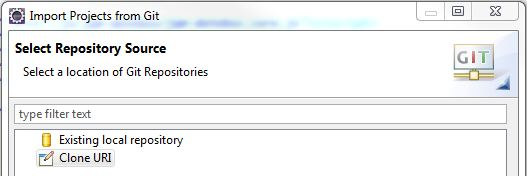 Import Projects from Git
Select Repository Source
Select a location of Git Repositories
GIT
type filter text
Existing local repository
Clone URI